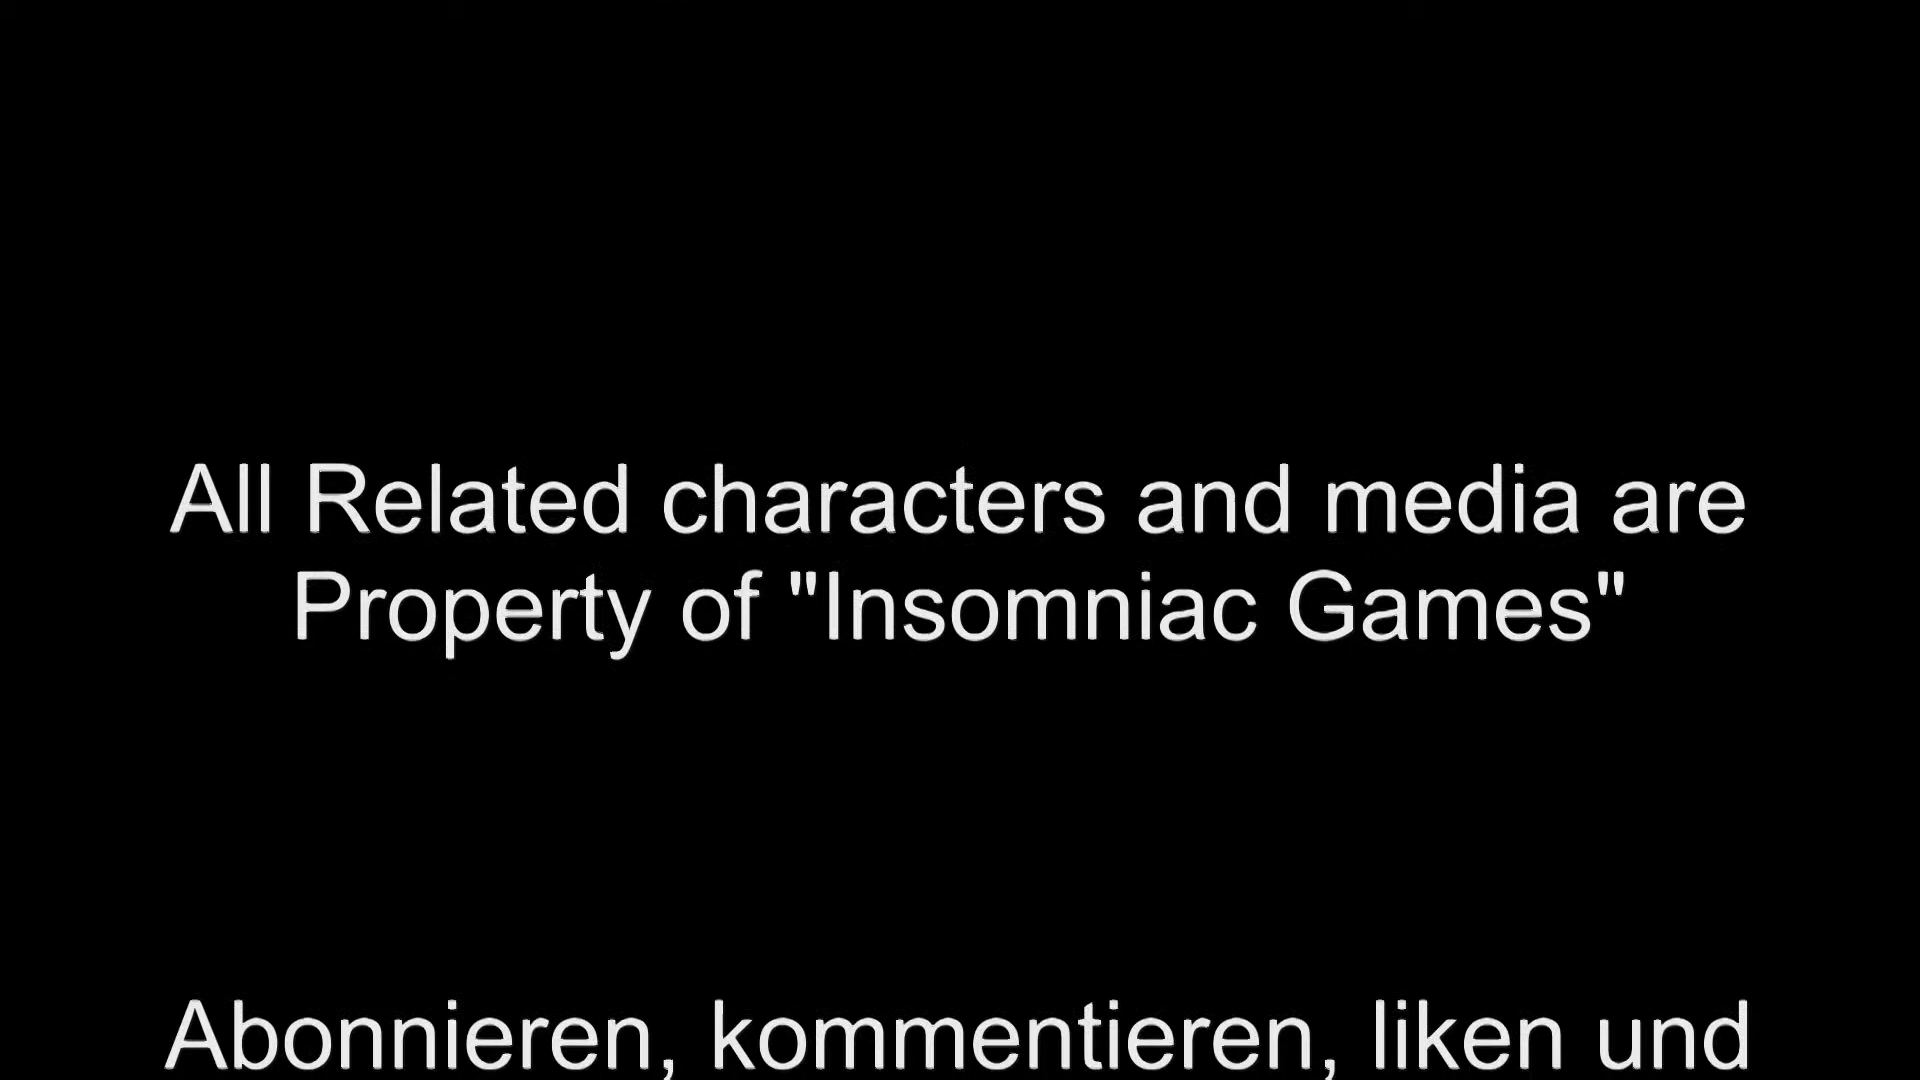 All Related characters and media are
Property of "Insomniac Games"
Abonnieren, kommentieren, liken und